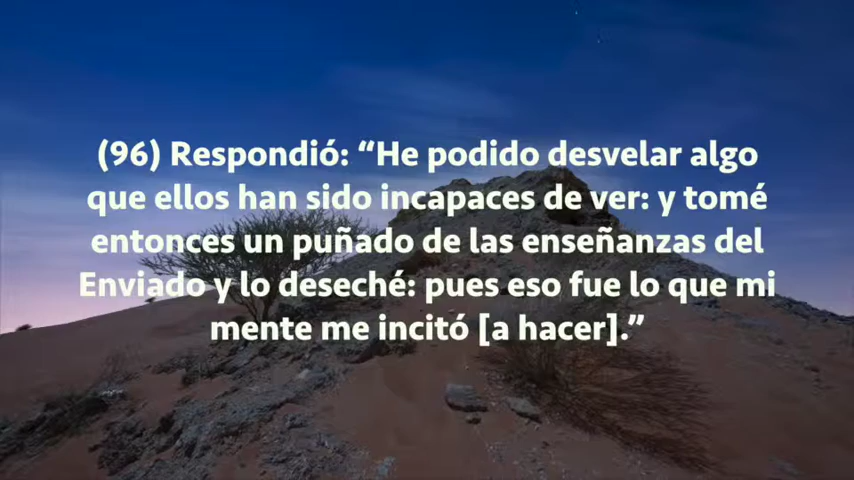 (96) Respondió: “He podido desvelar algo
que ellos han sido incapaces de ver: y tomé
entonces un puñado de las enseñanzas del
Enviado y lo deseché: pues eso fue lo que mi
mente me incitó [a hacer].”